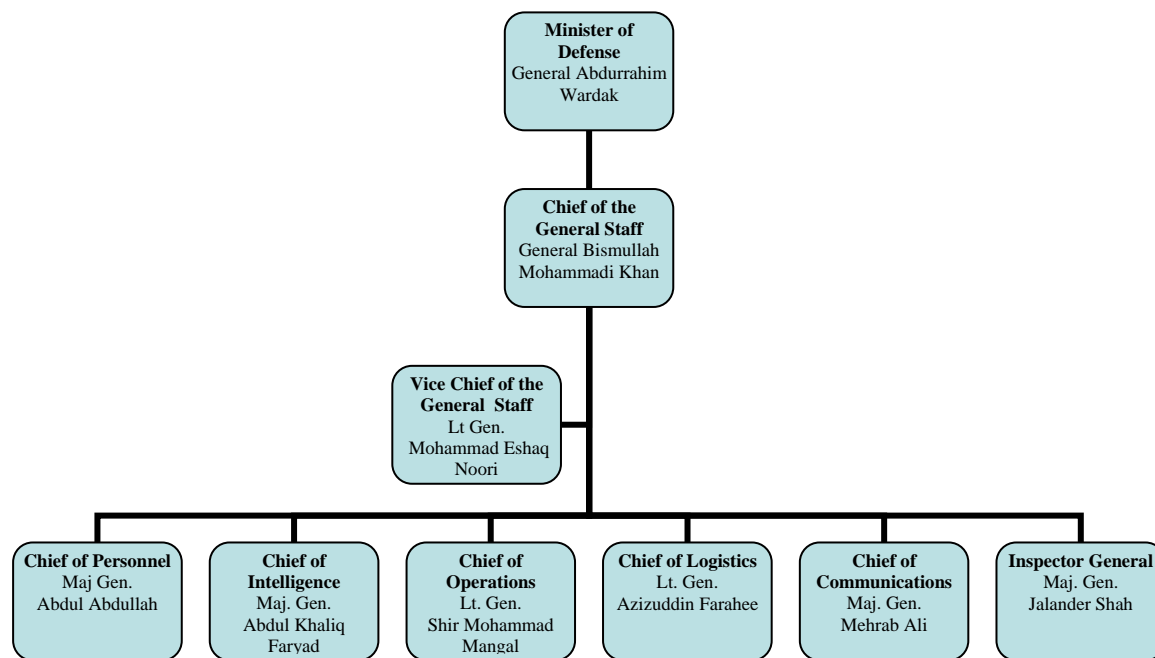 Minister of
Defense
General Abdurrahim
Wardak
Chief of the
General Staff
General Bismullah
Mohammadi Khan
Vice Chief of the
General Staff
Lt Gen.
Mohammad Eshaq
Noori
Chief of Personnel
Maj Gen.
Abdul Abdullah
Chief of
Intelligence
Maj. Gen.
Abdul Khaliq
Faryad
Chief of
Operations
Lt. Gen.
Shir Mohammad
Mangal
Chief of Logistics
Lt. Gen.
Azizuddin Farahee
Chief of
Communications
Maj. Gen.
Mehrab Ali
Inspector General
Maj. Gen.
Jalander Shah